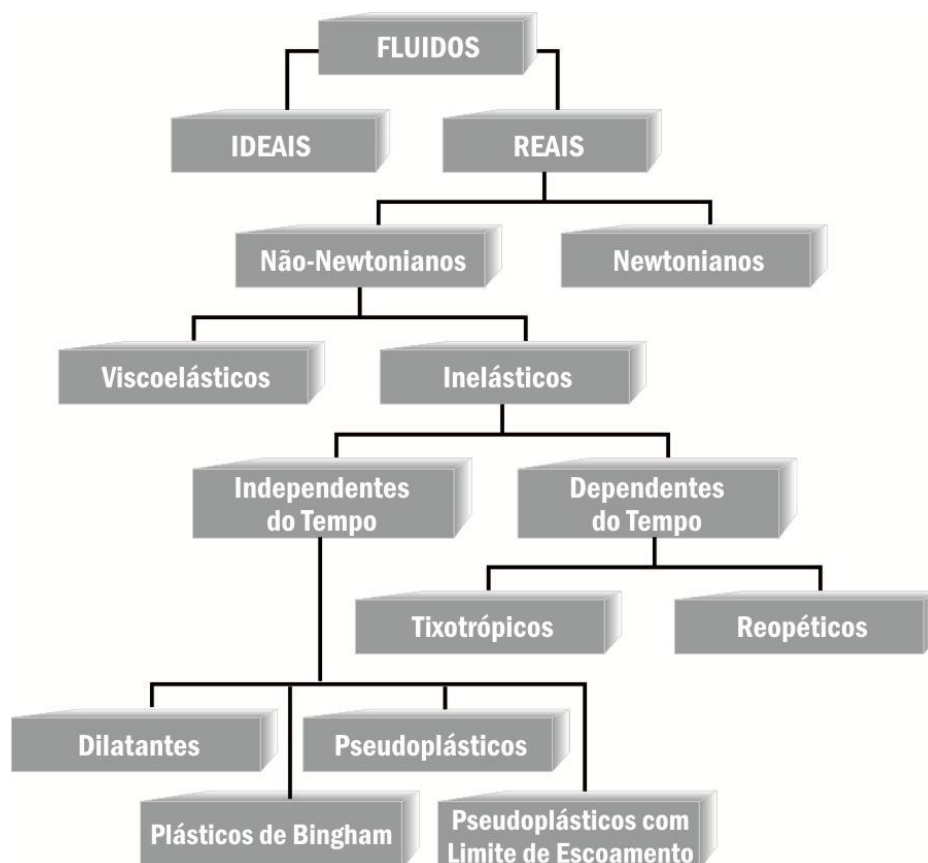 FLUIDOS
IDEAIS
REAIS
Não-Newtonianos
Newtonianos
Viscoelásticos
Inelásticos
Independentes
do Tempo
Dependentes
do Tempo
Tixotrópicos
Reopéticos
Dilatantes
Pseudoplásticos
Plásticos de Bingham
Pseudoplásticos com
Limite de Escoamento